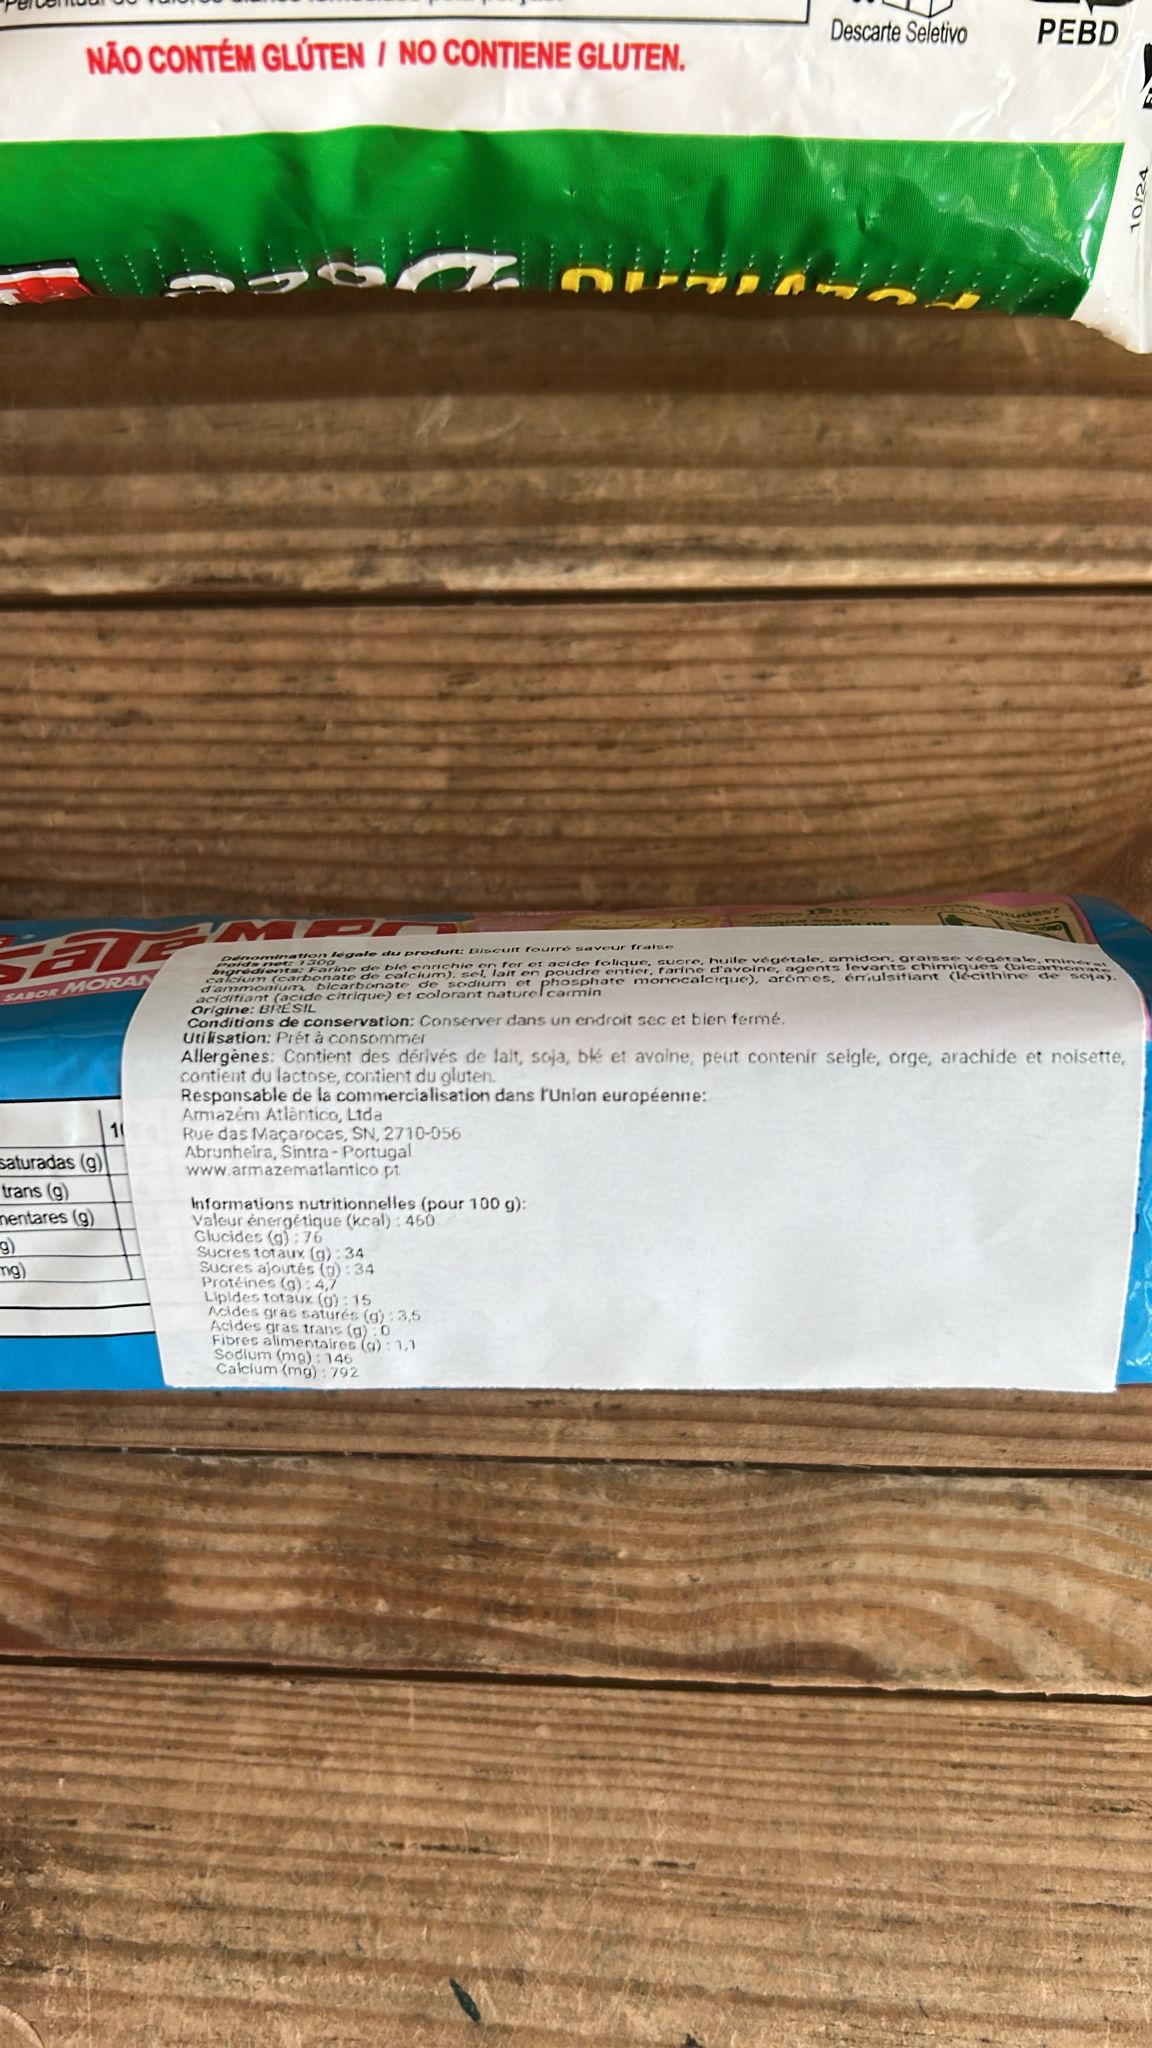 Descarte Seletivo
PEBD
NÃO CONTÉM GLÚTEN / NO CONTIENE GLUTEN.
10/24
SABOR MORAN
Dénomination légale du produit: Biscuit fourré saveur fraise
Poids net: 130g
Ingrédients: Farine de blé enrichie en fer et acide folique, sucre, huile végétale, amidon, graisse végétale, minéral
calcium (carbonate de calcium), sel, lait en poudre entier, farine d'avoine, agents levants chimiques (bicarbonate
d'ammonium, bicarbonate de sodium et phosphate monocalcique), arômes, émulsifiant (lécithine de soja),
acidifiant (acide citrique) et colorant naturel carmin.
Origine: BRÉSIL
Conditions de conservation: Conserver dans un endroit sec et bien fermé.
Utilisation: Prêt à consommer
Allergènes: Contient des dérivés de lait, soja, blé et avoine, peut contenir seigle, orge, arachide et noisette,
contient du lactose, contient du gluten.
Responsable de la commercialisation dans l'Union européenne:
Armazém Atlântico, Ltda
Rue das Maçarocas, SN, 2710-056
Abrunheira, Sintra - Portugal
www.armazematlantico.pt
Informations nutritionnelles (pour 100 g):
Valeur énergétique (kcal) : 460
Glucides (g) : 76
Sucres totaux (g) : 34
Sucres ajoutés (g) : 34
Protéines (g) : 4,7
Lipides totaux (g) : 15
Acides gras saturés (g) : 3,5
Acides gras trans (g) : 0
Fibres alimentaires (g) : 1,1
Sodium (mg) : 146
Calcium (mg) : 792
saturadas (g)
trans (g)
mentares (g)
g)
mg)